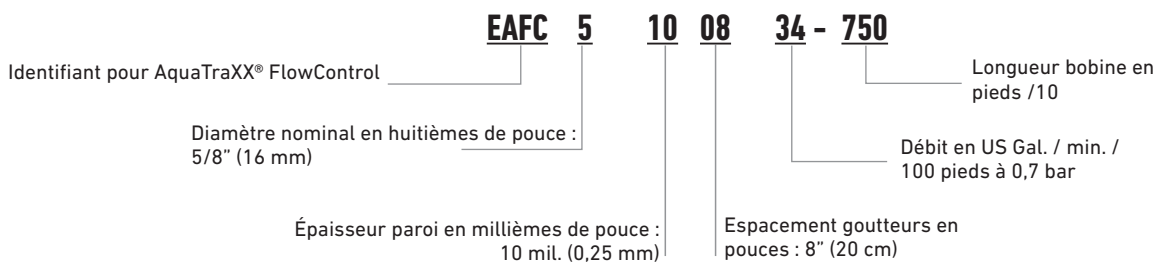 EAFC 5 10 08 34 - 750
Identifiant pour AquaTraXX® FlowControl
Longueur bobine en
pieds /10
Diamètre nominal en huitièmes de pouce :
5/8” (16 mm)
Débit en US Gal. / min. /
100 pieds à 0,7 bar
Épaisseur paroi en millièmes de pouce :
10 mil. (0,25 mm)
Espacement goutteurs en
pouces : 8” (20 cm)